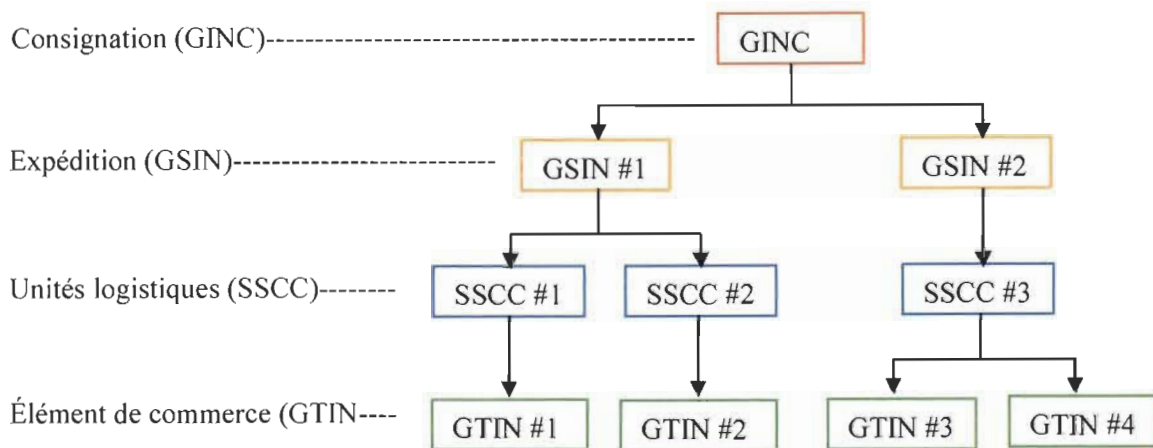 Consignation (GINC)--------------------------------------------------- GINC
Expédition (GSIN)-------------------------------- GSIN #1 GSIN #2
Unités logistiques (SSCC)-------- SSCC #1 SSCC #2 SSCC #3
Élément de commerce (GTIN---- GTIN #1 GTIN #2 GTIN #3 GTIN #4